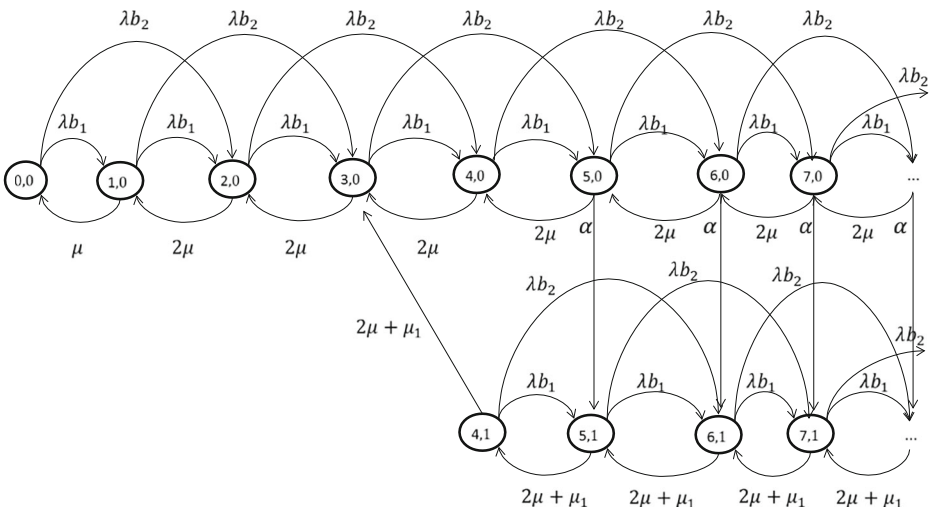 λb₂ λb₂ λb₂ λb₂ λb₂ λb₂ λb₂
λb₂
λb₁ λb₁ λb₁ λb₁ λb₁ λb₁ λb₁ λb₁
0,0 1,0 2,0 3,0 4,0 5,0 6,0 7,0 ...
μ 2μ 2μ 2μ 2μ α 2μ α 2μ α 2μ α
λb₂ λb₂ λb₂
2μ + μ₁
λb₂
λb₁ λb₁ λb₁ λb₁
4,1 5,1 6,1 7,1 ...
2μ + μ₁ 2μ + μ₁ 2μ + μ₁ 2μ + μ₁